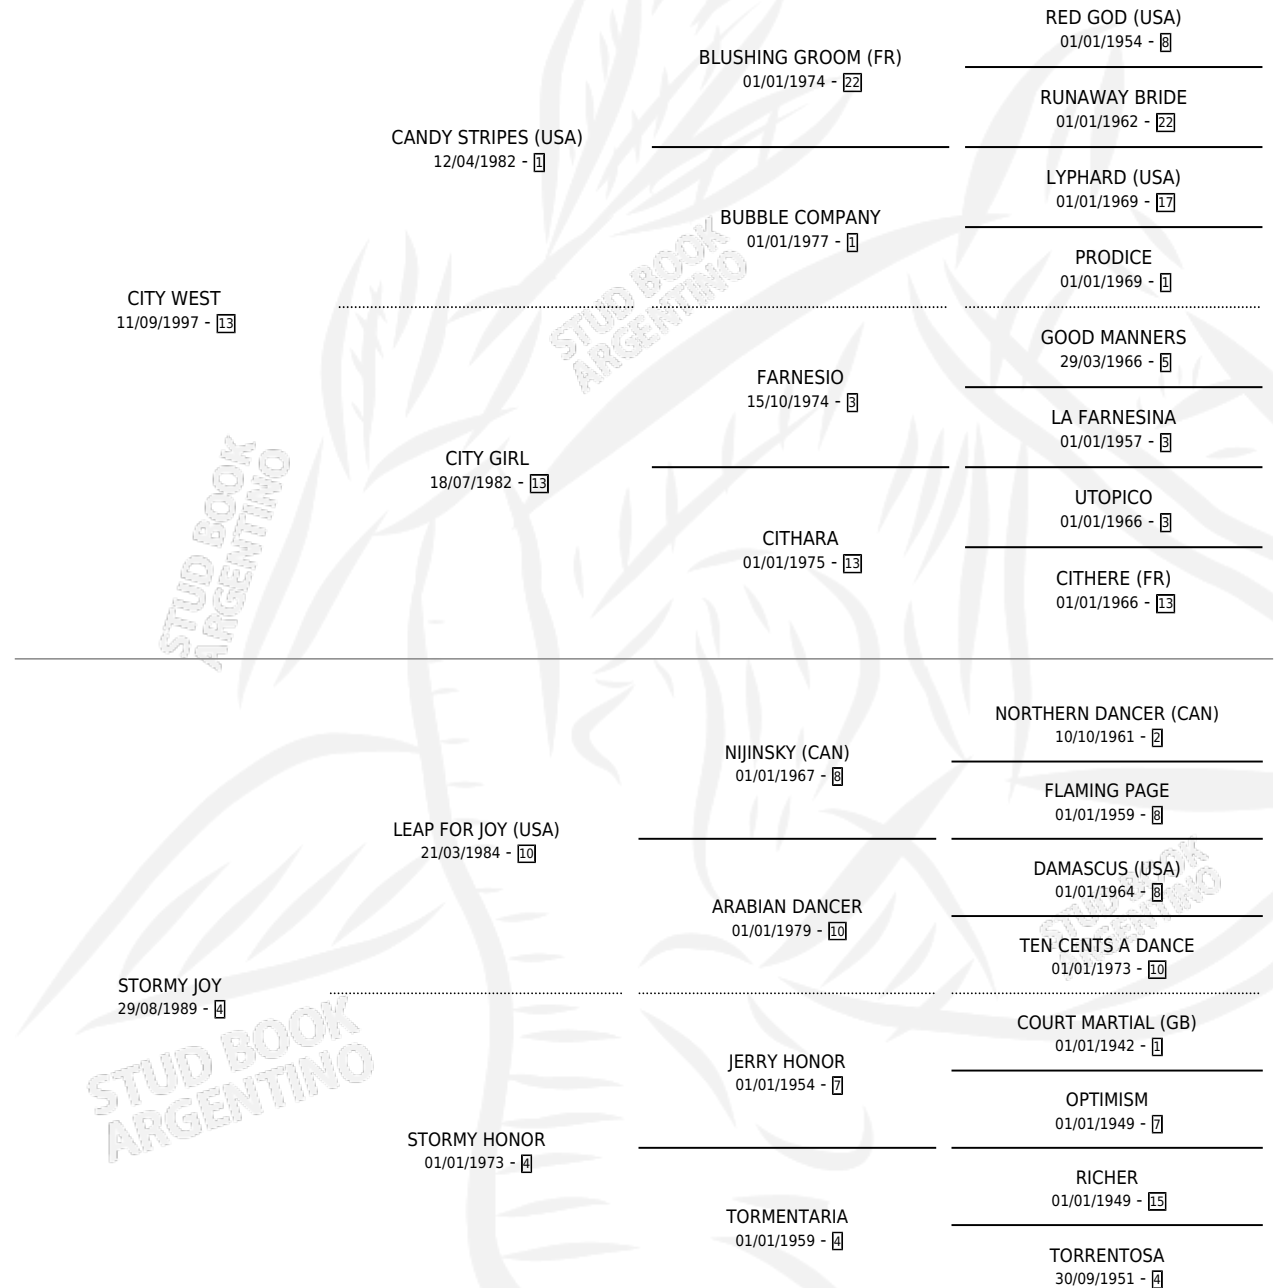 RED GOD (USA)
01/01/1954 - 8
BLUSHING GROOM (FR)
01/01/1974 - 22
RUNAWAY BRIDE
01/01/1962 - 22
CANDY STRIPES (USA)
12/04/1982 - 1
LYPHARD (USA)
01/01/1969 - 17
BUBBLE COMPANY
01/01/1977 - 1
PRODICE
01/01/1969 - 1
CITY WEST
11/09/1997 - 13
STUD BOOK
ARGENTINO
GOOD MANNERS
29/03/1966 - 5
FARNESIO
15/10/1974 - 3
LA FARNESINA
01/01/1957 - 3
CITY GIRL
18/07/1982 - 13
UTOPICO
01/01/1966 - 3
CITHARA
01/01/1975 - 13
CITHERE (FR)
01/01/1966 - 13
STUD BOOK
ARGENTINO
NORTHERN DANCER (CAN)
10/10/1961 - 2
NIJINSKY (CAN)
01/01/1967 - 8
FLAMING PAGE
01/01/1959 - 8
LEAP FOR JOY (USA)
21/03/1984 - 10
DAMASCUS (USA)
01/01/1964 - 8
ARABIAN DANCER
01/01/1979 - 10
TEN CENTS A DANCE
01/01/1973 - 10
STUD BOOK
ARGENTINO
STORMY JOY
29/08/1989 - 4
COURT MARTIAL (GB)
01/01/1942 - 1
JERRY HONOR
01/01/1954 - 7
OPTIMISM
01/01/1949 - 7
STORMY HONOR
01/01/1973 - 4
RICHER
01/01/1949 - 15
TORMENTARIA
01/01/1959 - 4
TORRENTOSA
30/09/1951 - 4
STUD BOOK
ARGENTINO